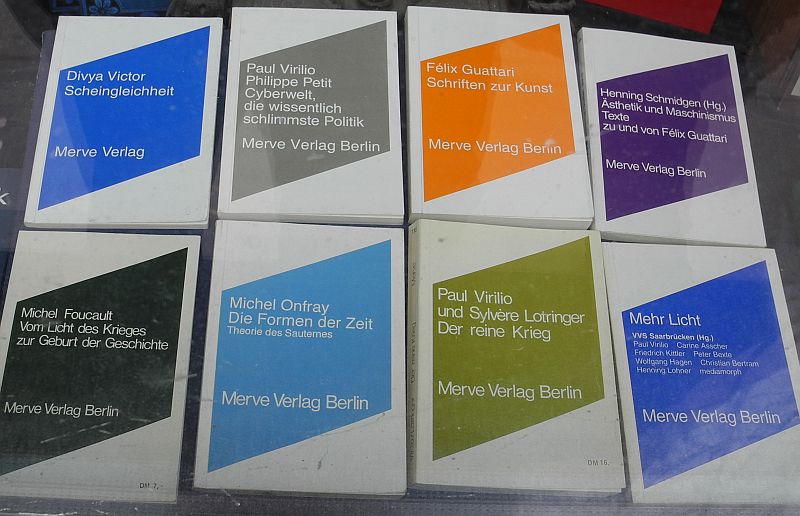 Divya Victor
Scheingleichheit
Merve Verlag
Paul Virilio
Philippe Petit
Cyberwelt,
die wissentlich
schlimmste Politik
Merve Verlag Berlin
Félix Guattari
Schriften zur Kunst
Merve Verlag Berlin
Henning Schmidgen (Hg.)
Ästhetik und Maschinismus
Texte
zu und von Félix Guattari
Merve Verlag Berlin
Michel Foucault
Vom Licht des Krieges
zur Geburt der Geschichte
Merve Verlag Berlin
DM 7,-
Michel Onfray
Die Formen der Zeit
Theorie des Sauternes
Merve Verlag Berlin
Paul Virilio
und Sylvère Lotringer
Der reine Krieg
Merve Verlag Berlin
DM 16.-
Mehr Licht
VVS Saarbrücken (Hg.)
Paul Virilio Carine Asscher
Friedrich Kittler Peter Bexte
Wolfgang Hagen Christian Bertram
Henning Lohner mediamorph
Merve Verlag Berlin